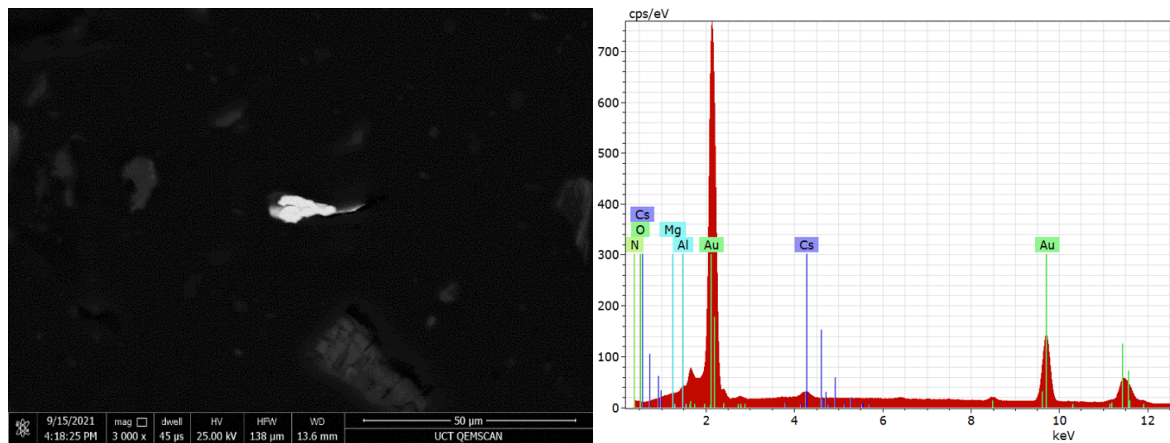 9/15/2021 mag dwell HV HFW WD 50 µm
4:18:25 PM 3 000 x 45 µs 25.00 kV 138 µm 13.6 mm UCT QEMSCAN
cps/eV
700
600
500
400
300
200
100
0
Cs
O Mg
N Al Au Cs Au
2 4 6 8 10 12
keV